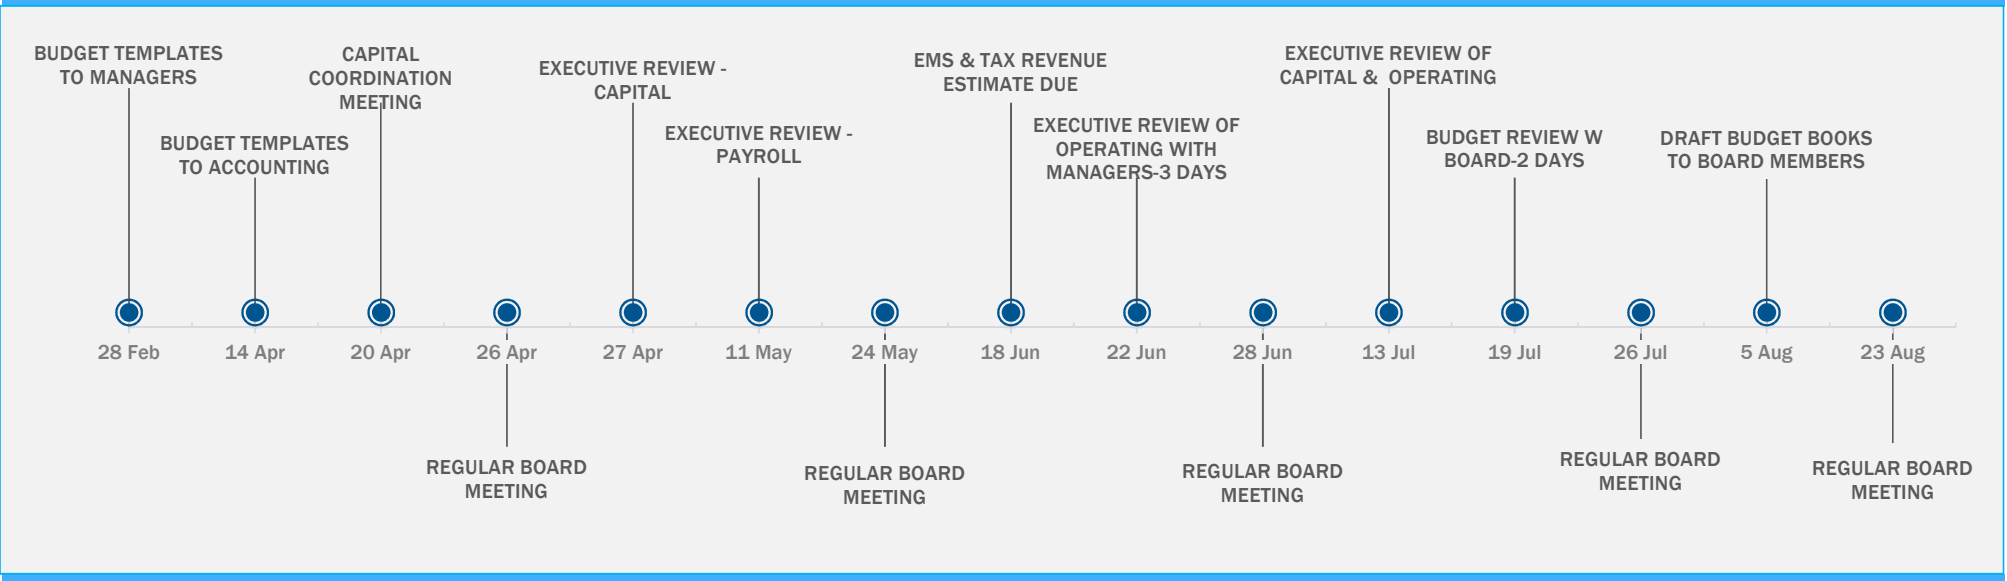 BUDGET TEMPLATES
TO MANAGERS
BUDGET TEMPLATES
TO ACCOUNTING
CAPITAL
COORDINATION
MEETING
EXECUTIVE REVIEW -
CAPITAL
EXECUTIVE REVIEW -
PAYROLL
EMS & TAX REVENUE
ESTIMATE DUE
EXECUTIVE REVIEW OF
OPERATING WITH
MANAGERS-3 DAYS
EXECUTIVE REVIEW OF
CAPITAL &  OPERATING
BUDGET REVIEW W
BOARD-2 DAYS
DRAFT BUDGET BOOKS
TO BOARD MEMBERS
28 Feb
14 Apr
20 Apr
26 Apr
27 Apr
11 May
24 May
18 Jun
22 Jun
28 Jun
13 Jul
19 Jul
26 Jul
5 Aug
23 Aug
REGULAR BOARD
MEETING
REGULAR BOARD
MEETING
REGULAR BOARD
MEETING
REGULAR BOARD
MEETING
REGULAR BOARD
MEETING